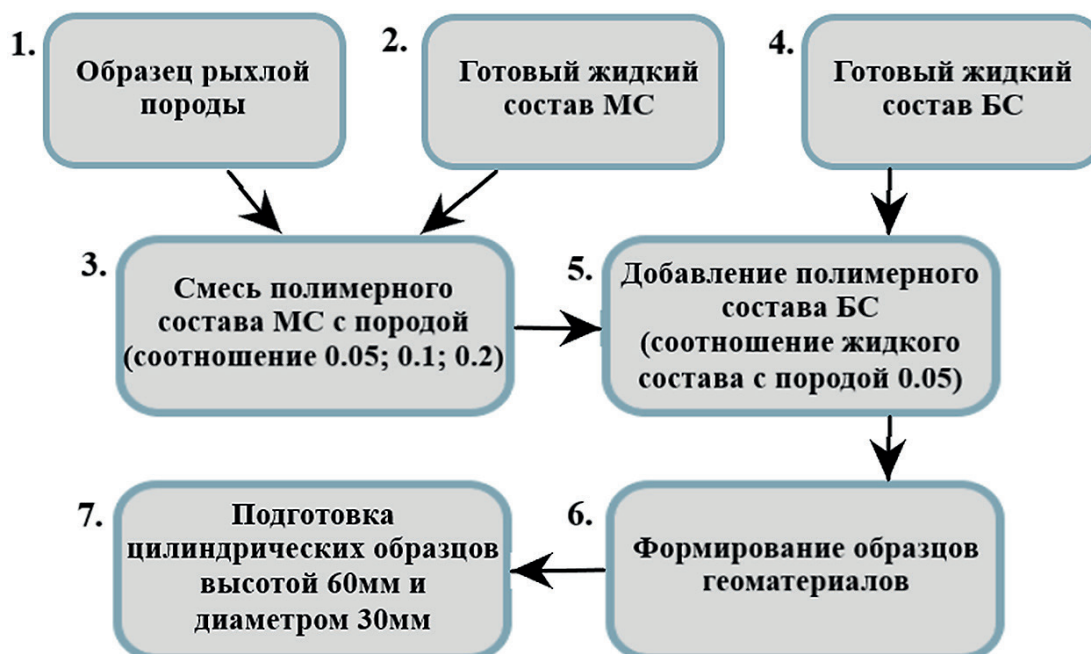 1.
Образец рыхлой
породы
2.
Готовый жидкий
состав МС
4.
Готовый жидкий
состав БС
3.
Смесь полимерного
состава МС с породой
(соотношение 0.05; 0.1; 0.2)
5.
Добавление полимерного
состава БС
(соотношение жидкого
состава с породой 0.05)
7.
Подготовка
цилиндрических образцов
высотой 60мм и
диаметром 30мм
6.
Формирование образцов
геоматериалов